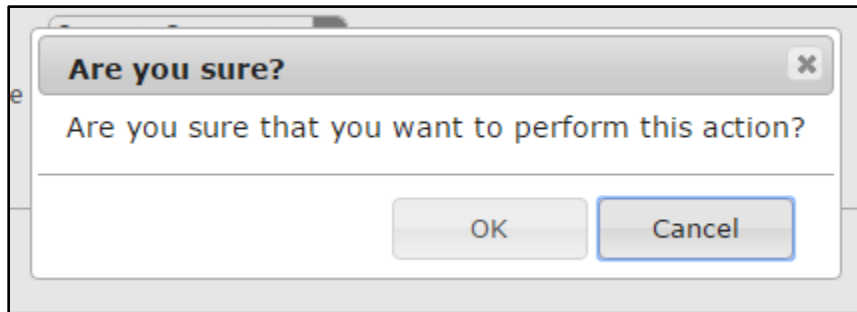 Are you sure?
e
Are you sure that you want to perform this action?
OK
Cancel